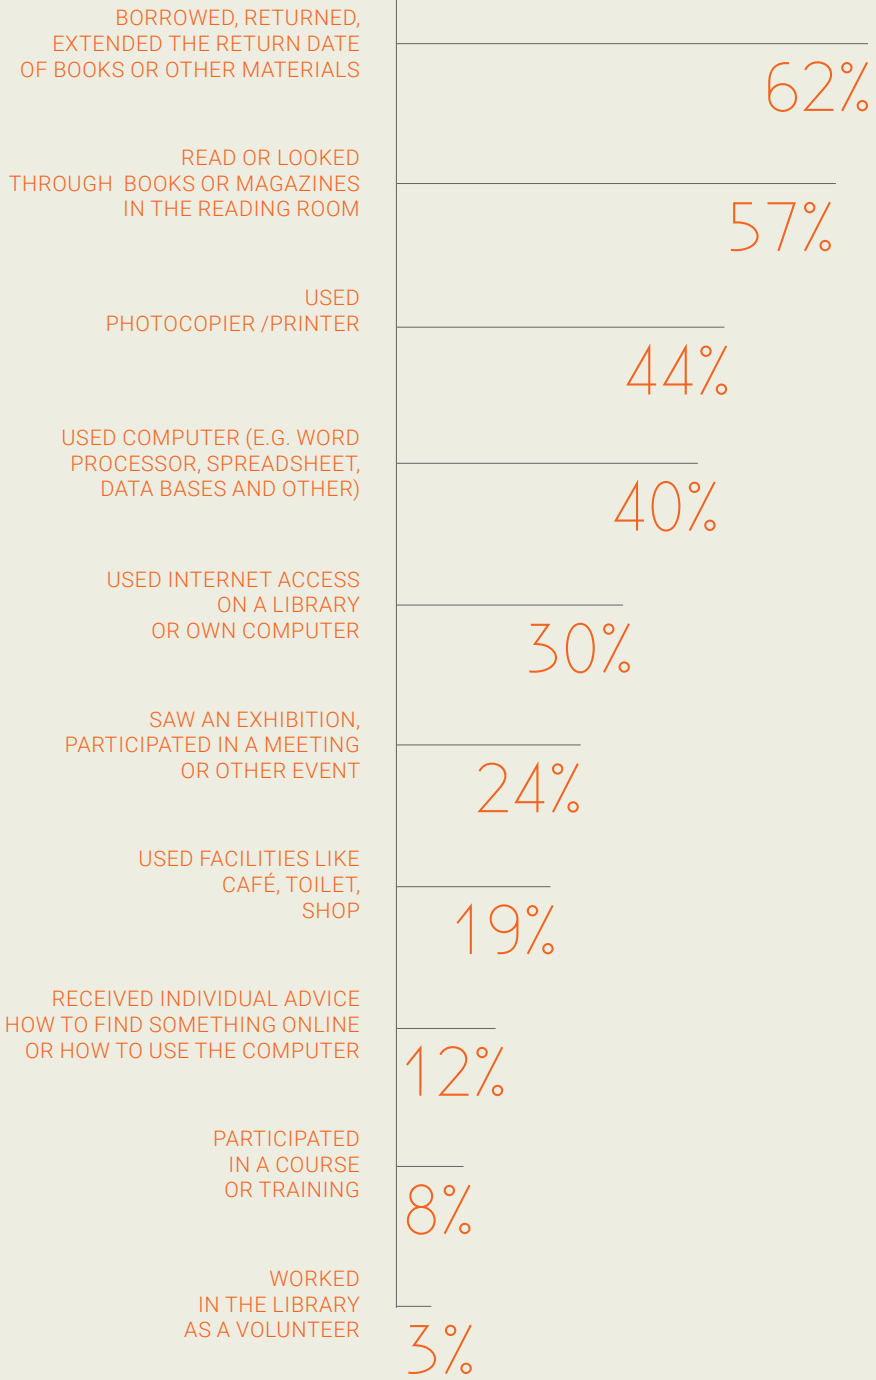 BORROWED, RETURNED,
EXTENDED THE RETURN DATE
OF BOOKS OR OTHER MATERIALS
62%
READ OR LOOKED
THROUGH BOOKS OR MAGAZINES
IN THE READING ROOM
57%
USED
PHOTOCOPIER /PRINTER
44%
USED COMPUTER (E.G. WORD
PROCESSOR, SPREADSHEET,
DATA BASES AND OTHER)
40%
USED INTERNET ACCESS
ON A LIBRARY
OR OWN COMPUTER
30%
SAW AN EXHIBITION,
PARTICIPATED IN A MEETING
OR OTHER EVENT
24%
USED FACILITIES LIKE
CAFÉ, TOILET,
SHOP
19%
RECEIVED INDIVIDUAL ADVICE
HOW TO FIND SOMETHING ONLINE
OR HOW TO USE THE COMPUTER
12%
PARTICIPATED
IN A COURSE
OR TRAINING
8%
WORKED
IN THE LIBRARY
AS A VOLUNTEER
3%